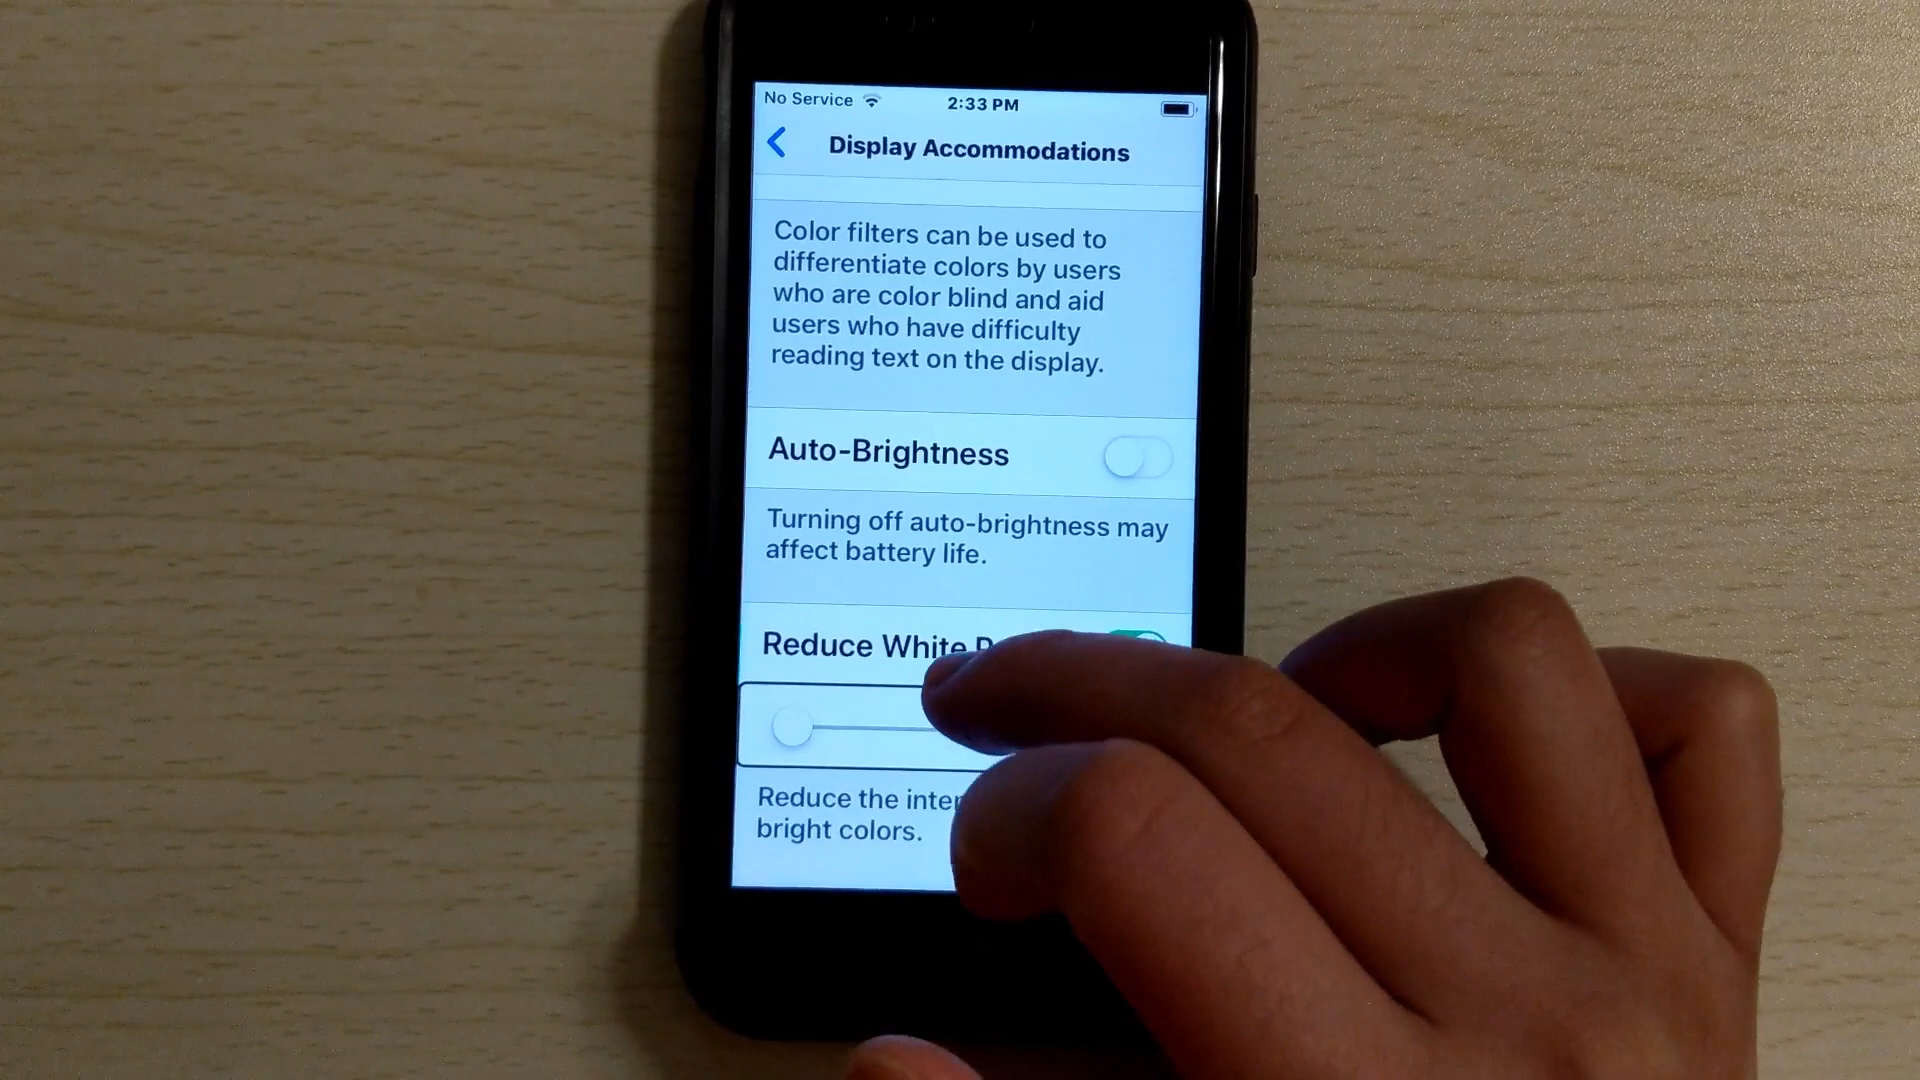 No Service 2:33 PM
Display Accommodations
Color filters can be used to
differentiate colors by users
who are color blind and aid
users who have difficulty
reading text on the display.
Auto-Brightness
Turning off auto-brightness may
affect battery life.
Reduce White
Reduce the
bright colors.